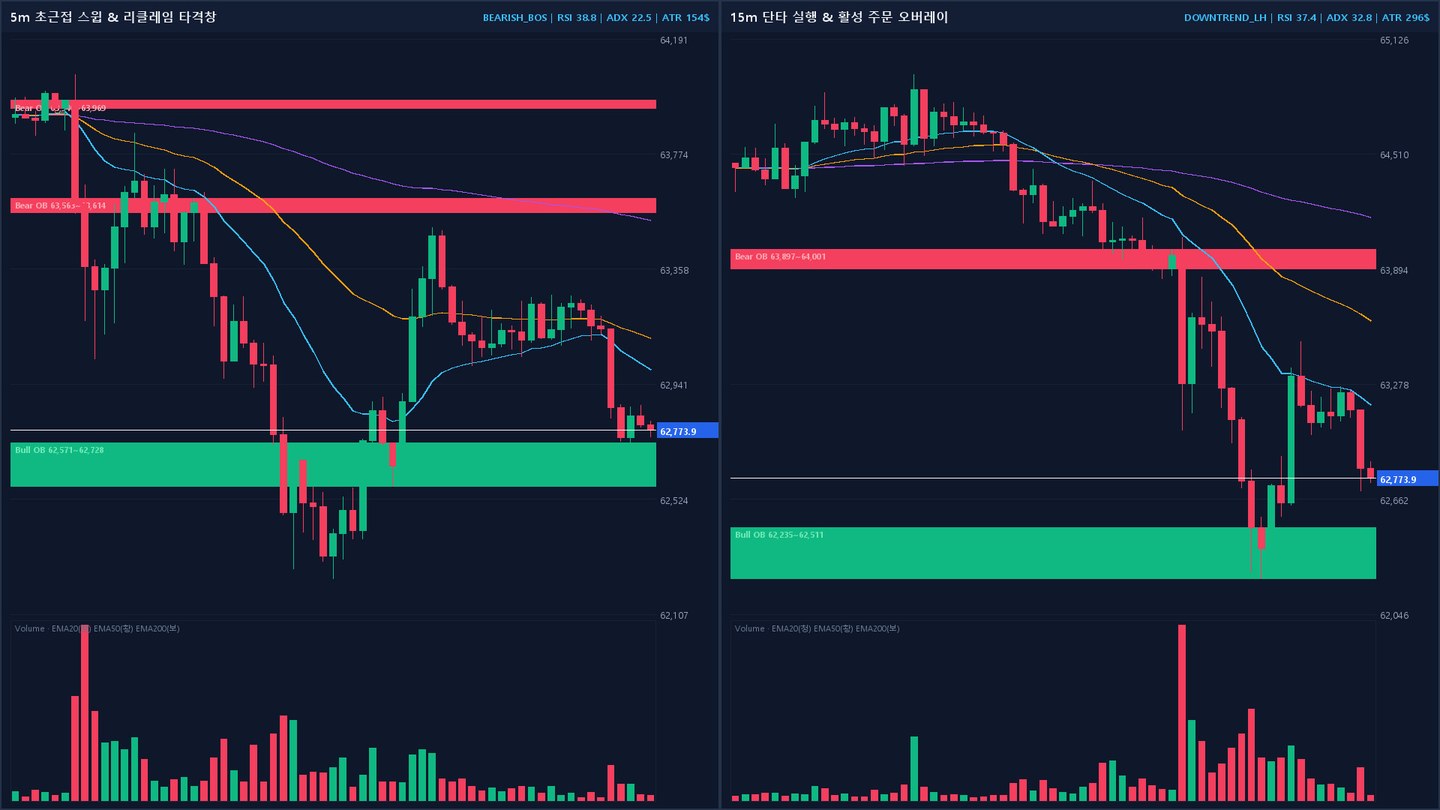 5m 초근접 스윕 & 리클레임 타격창
BEARISH_BOS | RSI 38.8 | ADX 22.5 | ATR 154$
64,191
63,774
63,358
62,941
62,773.9
62,524
62,107
Bear O 63,969
Bear OB 63,614
Bull OB 62,571~62,728
Volume · EMA20 EMA50(황) EMA200(보)
15m 단타 실행 & 활성 주문 오버레이
DOWNTREND_LH | RSI 37.4 | ADX 32.8 | ATR 296$
65,126
64,510
63,894
63,278
62,773.9
62,662
62,046
Bear OB 63,897~64,001
Bull OB 62,235~62,511
Volume · EMA20(청) EMA50(황) EMA200(보)